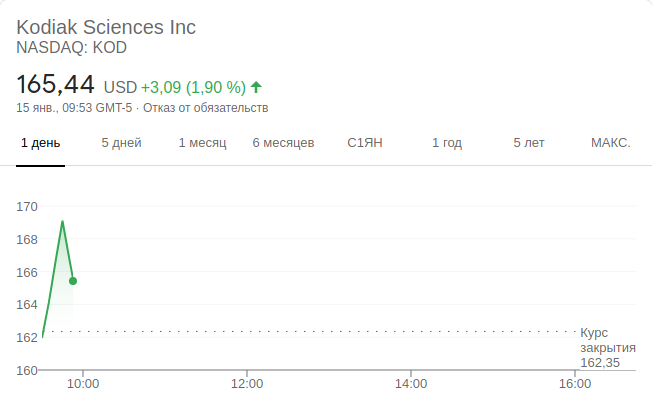 Kodiak Sciences Inc
NASDAQ: KOD
165,44 USD +3,09 (1,90 %)
15 янв., 09:53 GMT-5 · Отказ от обязательств
1 день 5 дней 1 месяц 6 месяцев С1ЯН 1 год 5 лет МАКС.
170
168
166
164
162
Курс
закрытия
162,35
160
10:00 12:00 14:00 16:00